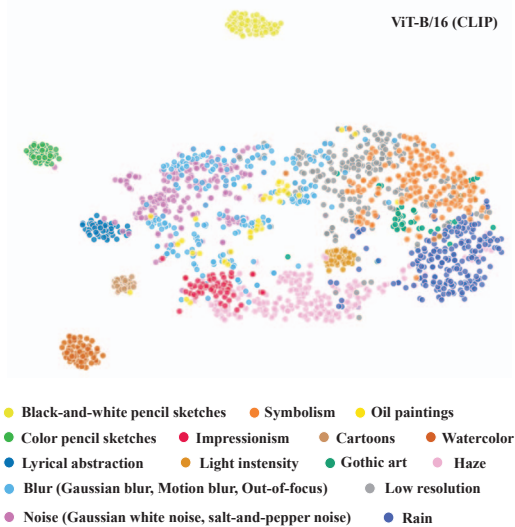 ViT-B/16 (CLIP)
Black-and-white pencil sketches Symbolism Oil paintings
Color pencil sketches Impressionism Cartoons Watercolor
Lyrical abstraction Light instensity Gothic art Haze
Blur (Gaussian blur, Motion blur, Out-of-focus) Low resolution
Noise (Gaussian white noise, salt-and-pepper noise) Rain